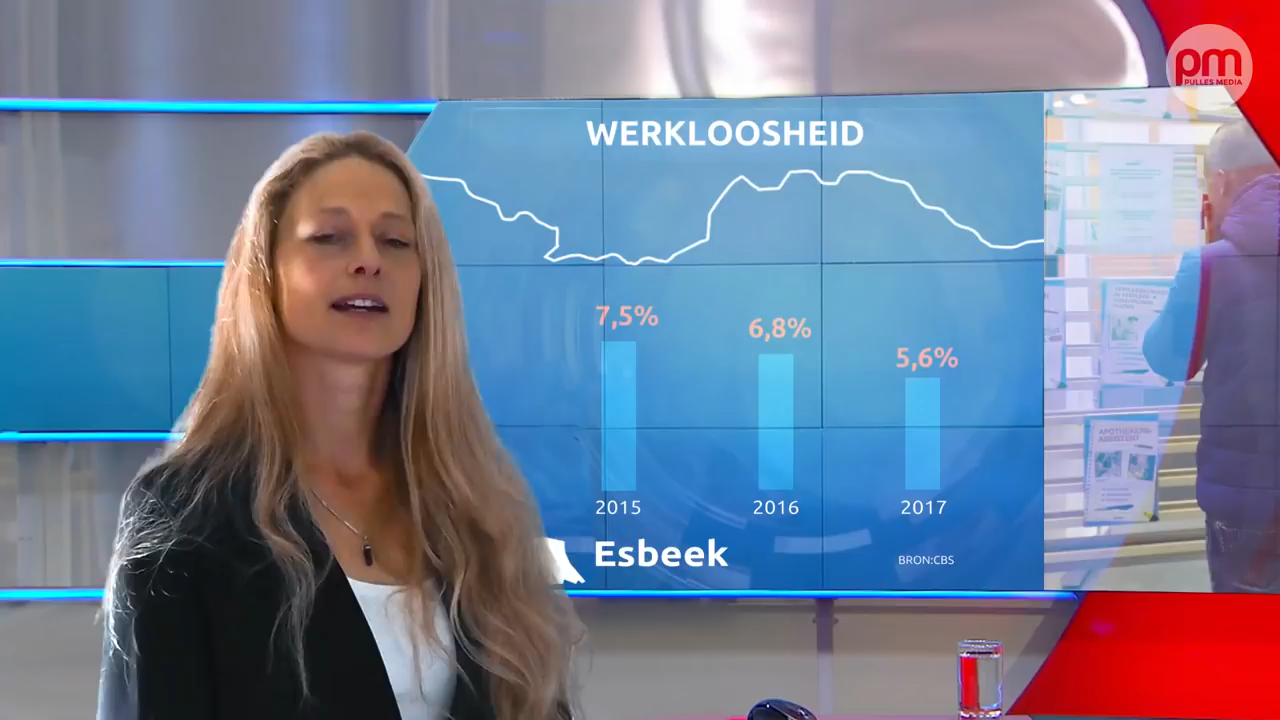 pm
PULLES MEDIA
WERKLOOSHEID
7,5%
6,8%
5,6%
2015
2016
2017
Esbeek
BRON:CBS
APOTHEKERS-
ASSISTENT